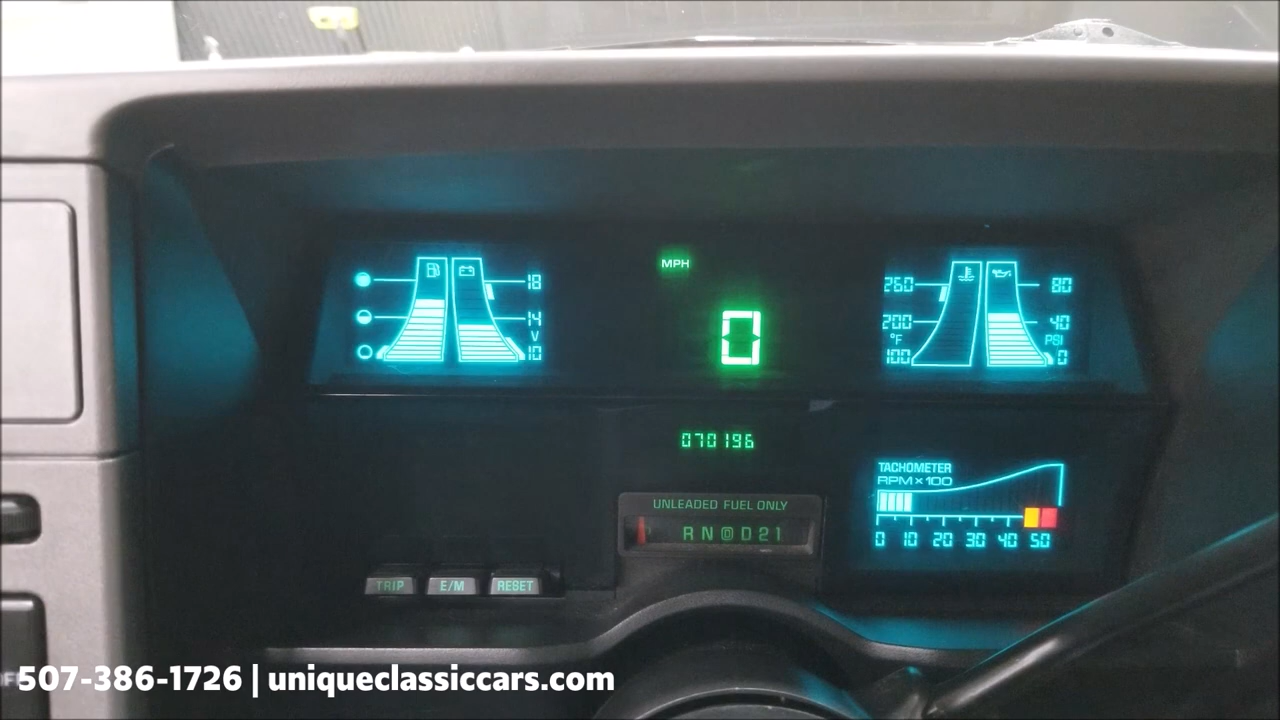 18
14
V
10
MPH
0
260
200
°F
100
80
40
PSI
0
070196
TACHOMETER
RPM x 100
0 10 20 30 40 50
UNLEADED FUEL ONLY
R N D D 2 1
TRIP E/M RESET
507-386-1726 | uniqueclassiccars.com